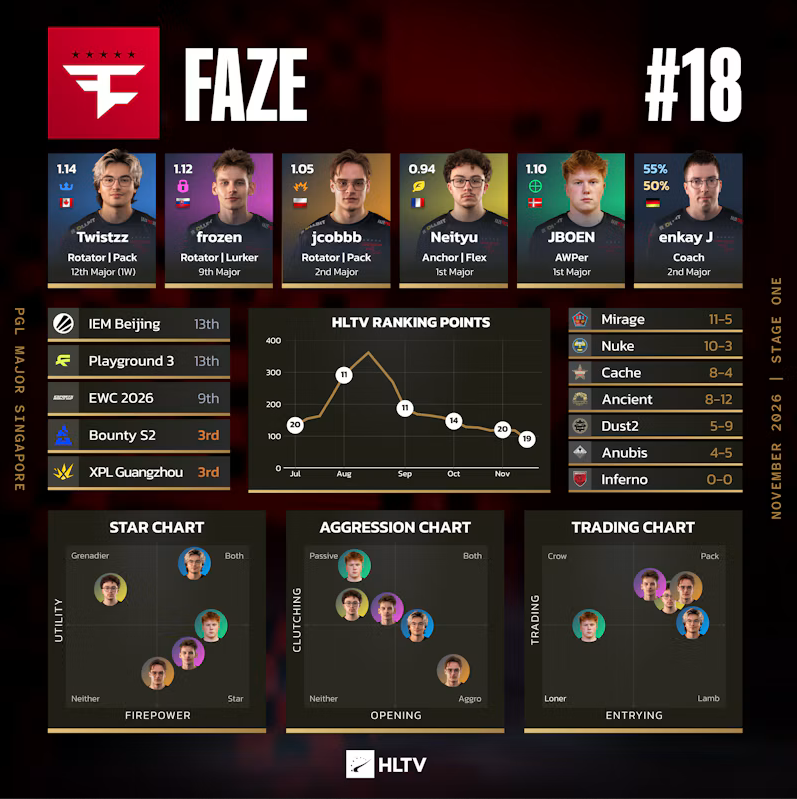 FAZE
#18
1.14
Twistzz
Rotator | Pack
12th Major (1W)
1.12
frozen
Rotator | Lurker
9th Major
1.05
jcobbb
Rotator | Pack
2nd Major
0.94
Neityu
Anchor | Flex
1st Major
1.10
JBOEN
AWPer
1st Major
55%
50%
enkay J
Coach
2nd Major
PGL MAJOR SINGAPORE
IEM Beijing 13th
Playground 3 13th
EWC 2026 9th
Bounty S2 3rd
XPL Guangzhou 3rd
HLTV RANKING POINTS
400
300
200
100
0
20
11
11
14
20
19
Jul Aug Sep Oct Nov
Mirage 11-5
Nuke 10-3
Cache 8-4
Ancient 8-12
Dust2 5-9
Anubis 4-5
Inferno 0-0
NOVEMBER 2026 | STAGE ONE
STAR CHART
Grenadier Both
UTILITY
Neither Star
FIREPOWER
AGGRESSION CHART
Passive Both
CLUTCHING
Neither Aggro
OPENING
TRADING CHART
Crow Pack
TRADING
Loner Lamb
ENTRYING
HLTV